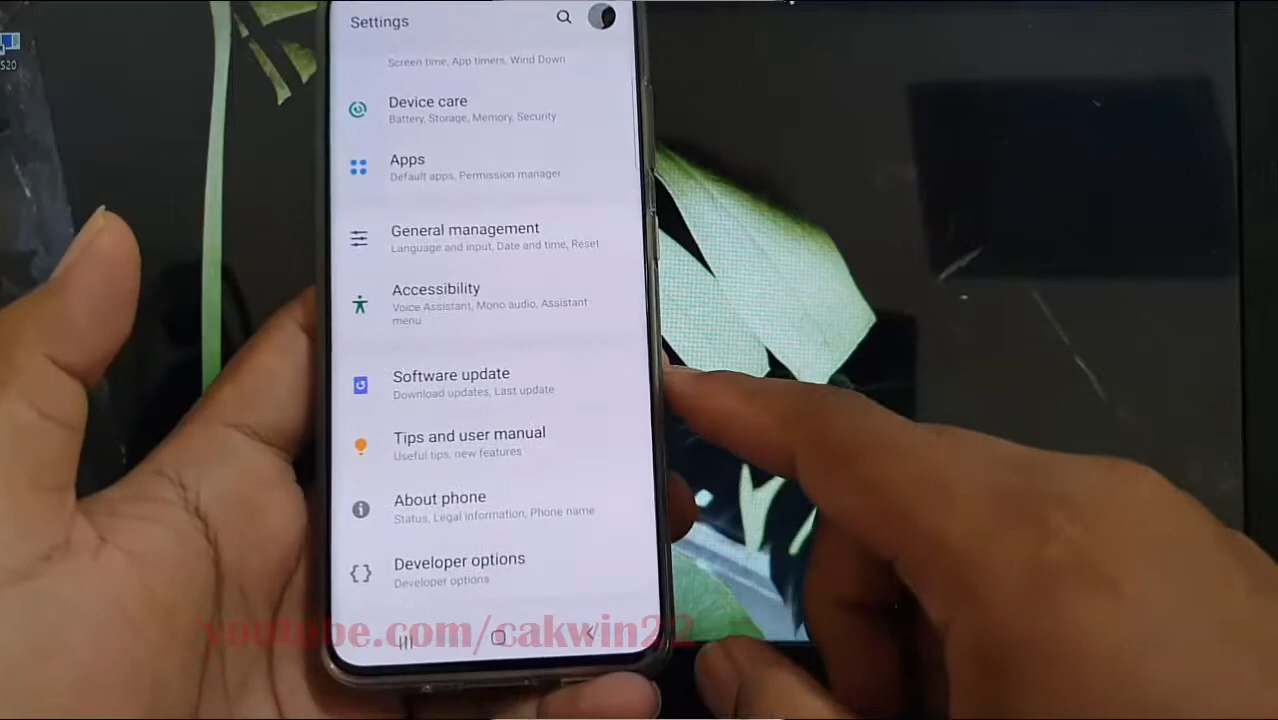 S20
Settings
Screen time, App timers, Wind Down
Device care
Battery, Storage, Memory, Security
Apps
Default apps, Permission manager
General management
Language and input, Date and time, Reset
Accessibility
Voice Assistant, Mono audio, Assistant
menu
Software update
Download updates, Last update
Tips and user manual
Useful tips, new features
About phone
Status, Legal information, Phone name
Developer options
Developer options
youtube.com/cakwin22